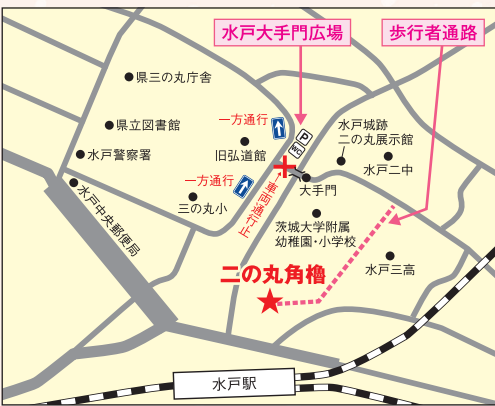 水戸大手門広場
歩行者通路
県三の丸庁舎
一方通行
P
WC
県立図書館
旧弘道館
水戸城跡
二の丸展示館
水戸警察署
水戸二中
一方通行
車両通行止
大手門
水戸中央郵便局
三の丸小
茨城大学附属
幼稚園・小学校
水戸三高
二の丸角櫓
水戸駅